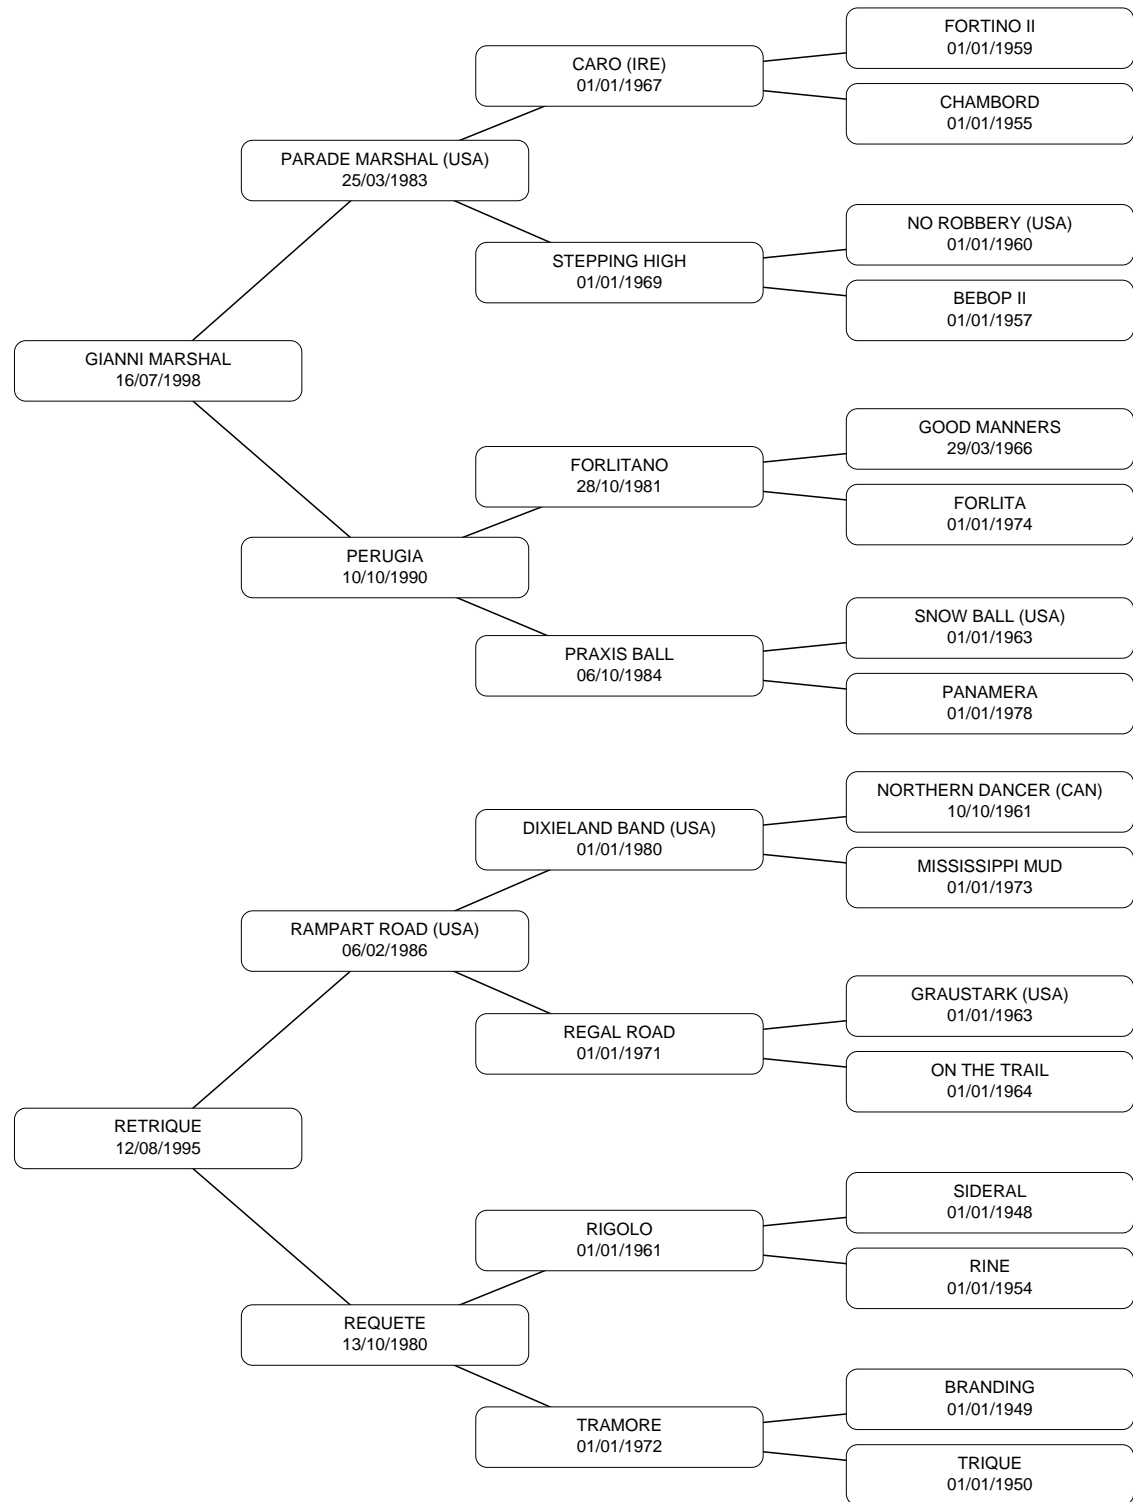 FORTINO II
01/01/1959
CARO (IRE)
01/01/1967
CHAMBORD
01/01/1955
PARADE MARSHAL (USA)
25/03/1983
NO ROBBERY (USA)
01/01/1960
STEPPING HIGH
01/01/1969
BEBOP II
01/01/1957
GIANNI MARSHAL
16/07/1998
GOOD MANNERS
29/03/1966
FORLITANO
28/10/1981
FORLITA
01/01/1974
PERUGIA
10/10/1990
SNOW BALL (USA)
01/01/1963
PRAXIS BALL
06/10/1984
PANAMERA
01/01/1978
NORTHERN DANCER (CAN)
10/10/1961
DIXIELAND BAND (USA)
01/01/1980
MISSISSIPPI MUD
01/01/1973
RAMPART ROAD (USA)
06/02/1986
GRAUSTARK (USA)
01/01/1963
REGAL ROAD
01/01/1971
ON THE TRAIL
01/01/1964
RETRIQUE
12/08/1995
SIDERAL
01/01/1948
RIGOLO
01/01/1961
RINE
01/01/1954
REQUETE
13/10/1980
BRANDING
01/01/1949
TRAMORE
01/01/1972
TRIQUE
01/01/1950